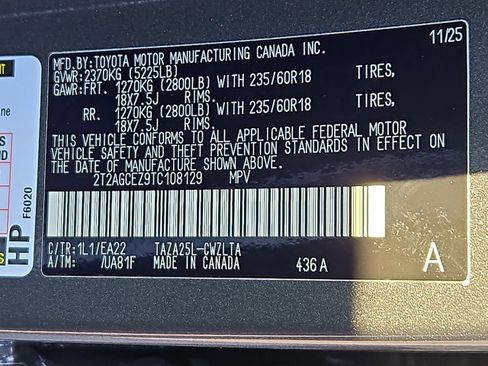 MFD.BY:TOYOTA MOTOR MANUFACTURING CANADA INC. 11/25
GVWR:2370KG (5225LB)
GAWR:FRT. 1270KG (2800LB) WITH 235/60R18 TIRES,
18X7.5J RIMS.
RR. 1270KG (2800LB) WITH 235/60R18 TIRES,
18X7.5J RIMS.
THIS VEHICLE CONFORMS TO ALL APPLICABLE FEDERAL MOTOR
VEHICLE SAFETY AND THEFT PREVENTION STANDARDS IN EFFECT ON
THE DATE OF MANUFACTURE SHOWN ABOVE.
2T2AGCEZ9TC108129 MPV
C/TR:1L1/EA22 TAZA25L-CWZLTA
A/TM: /UA81F MADE IN CANADA 436A A
HP F6020